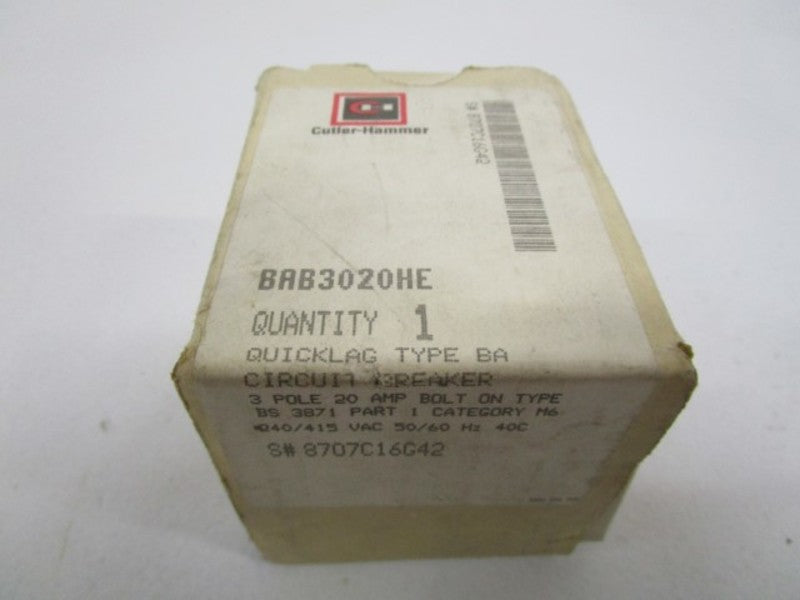 Cutler-Hammer
S# 8707C16G42
BAB3020HE
QUANTITY 1
QUICKLAG TYPE BA
CIRCUIT BREAKER
3 POLE 20 AMP BOLT ON TYPE
BS 3871 PART 1 CATEGORY M6
*240/415 VAC 50/60 Hz 40C
S# 8707C16G42